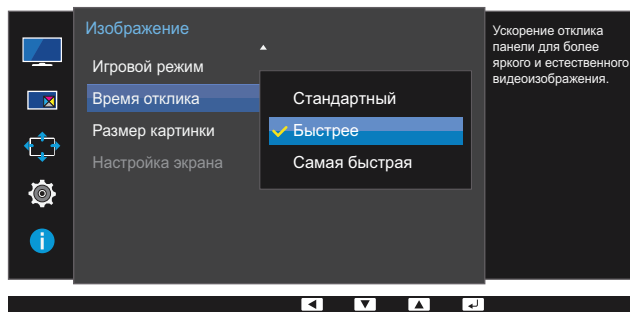 Изображение
Игровой режим
Время отклика
Размер картинки
Настройка экрана
Стандартный
Быстрее
Самая быстрая
Ускорение отклика
панели для более
яркого и естественного
видеоизображения.